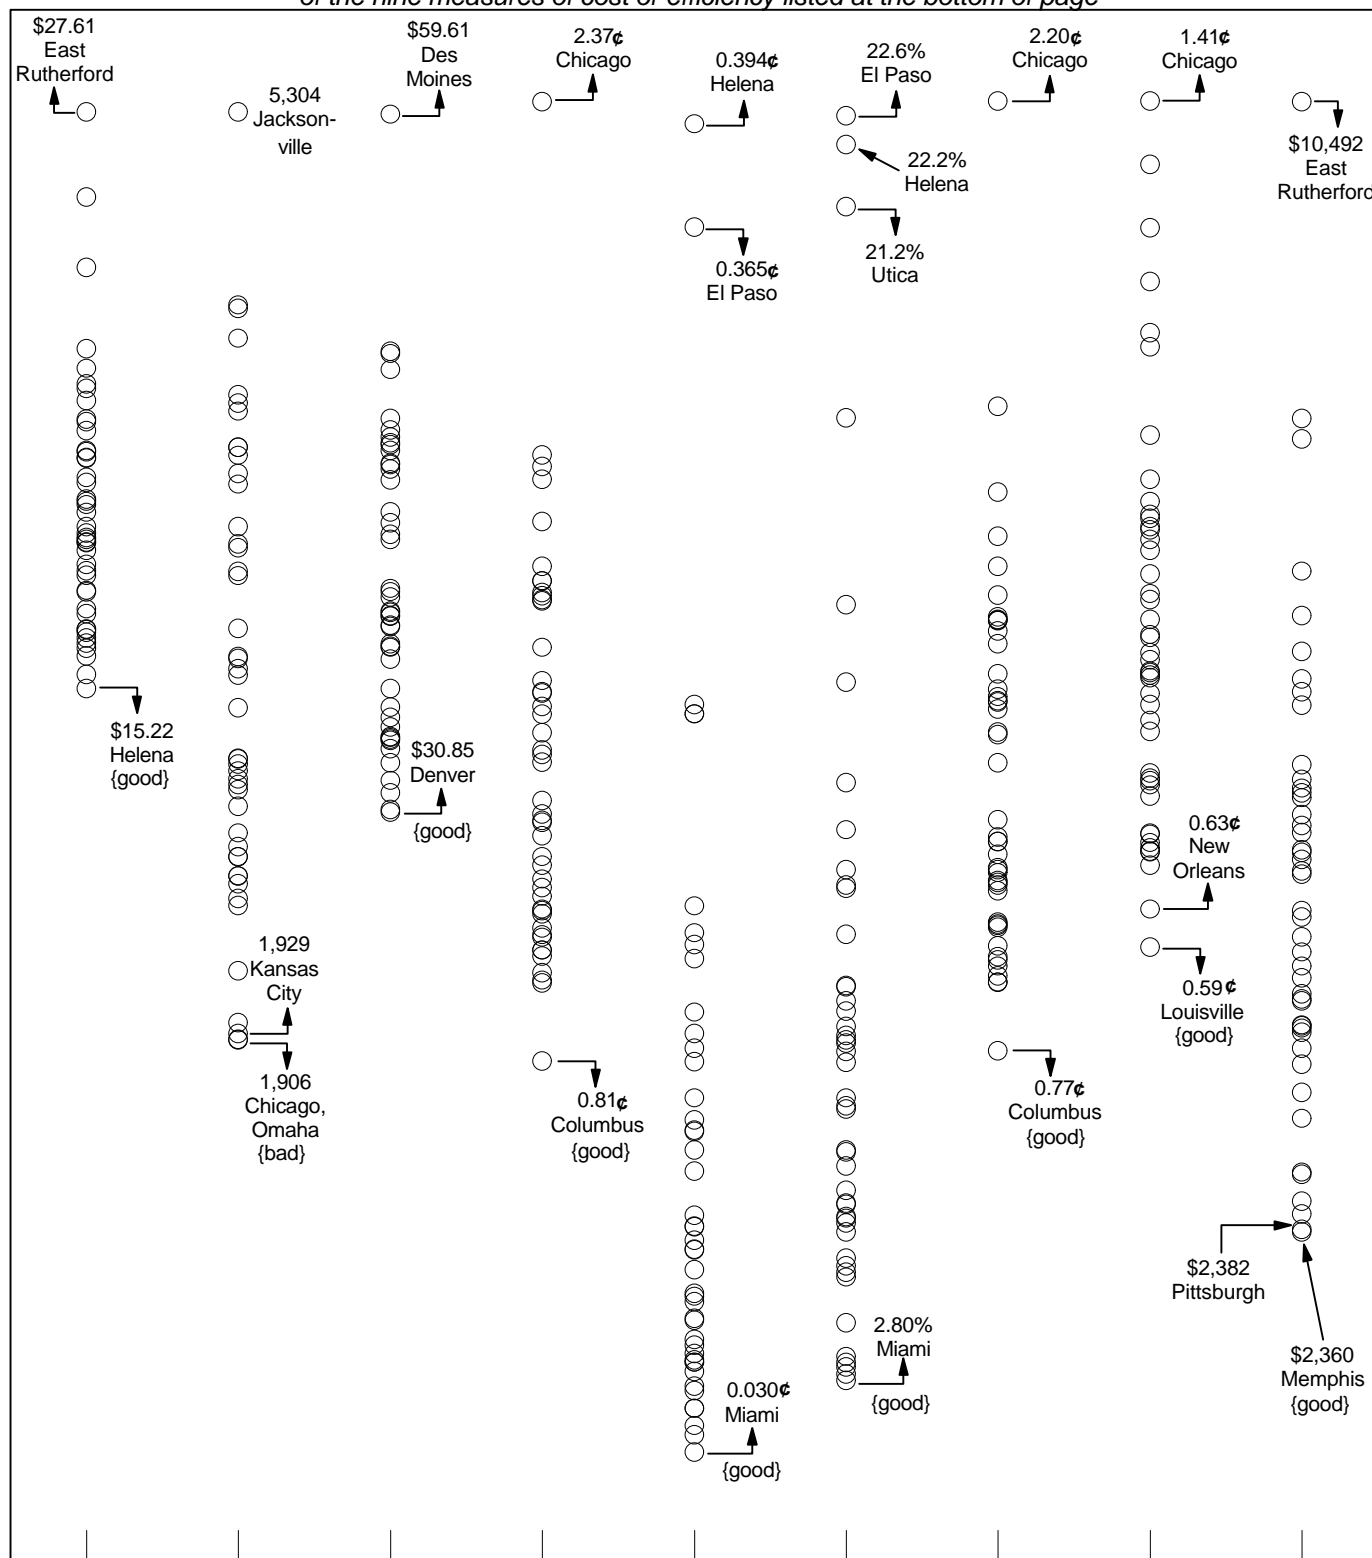 of the nine measures of cost or efficiency listed at the bottom of page
$27.61
East
Rutherford
5,304
Jackson-
ville
$59.61
Des
Moines
2.37¢
Chicago
0.394¢
Helena
22.6%
El Paso
22.2%
Helena
21.2%
Utica
0.365¢
El Paso
2.20¢
Chicago
1.41¢
Chicago
$10,492
East
Rutherford
$15.22
Helena
{good}
$30.85
Denver
{good}
1,929
Kansas
City
1,906
Chicago,
Omaha
{bad}
0.81¢
Columbus
{good}
0.030¢
Miami
{good}
2.80%
Miami
{good}
0.77¢
Columbus
{good}
0.63¢
New
Orleans
0.59¢
Louisville
{good}
$2,382
Pittsburgh
$2,360
Memphis
{good}